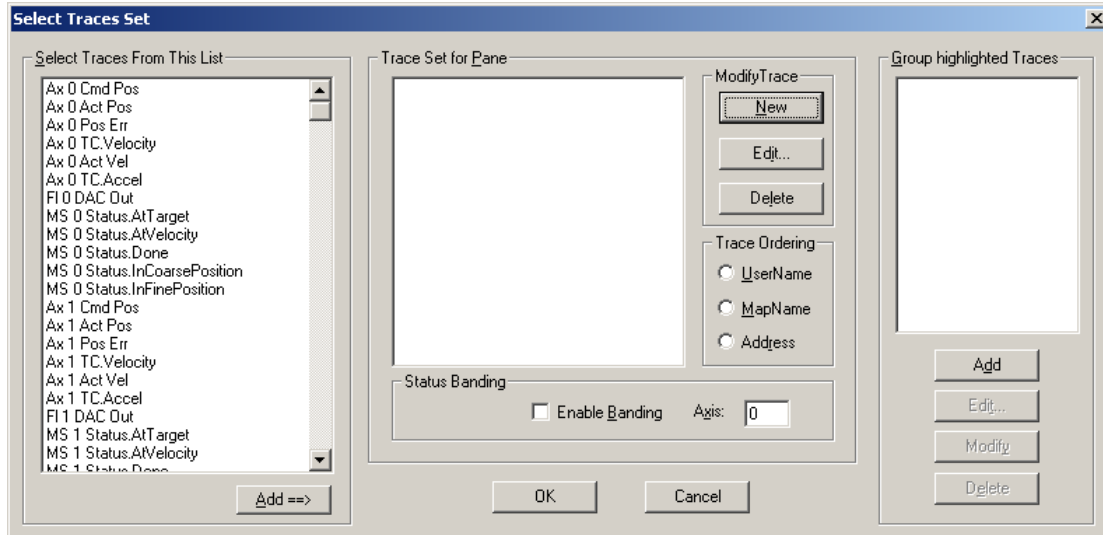 Select Traces Set
Select Traces From This List
Ax 0 Cmd Pos
Ax 0 Act Pos
Ax 0 Pos Err
Ax 0 TC.Velocity
Ax 0 Act Vel
Ax 0 TC.Accel
Fl 0 DAC Out
MS 0 Status.AtTarget
MS 0 Status.AtVelocity
MS 0 Status.Done
MS 0 Status.InCoarsePosition
MS 0 Status.InFinePosition
Ax 1 Cmd Pos
Ax 1 Act Pos
Ax 1 Pos Err
Ax 1 TC.Velocity
Ax 1 Act Vel
Ax 1 TC.Accel
Fl 1 DAC Out
MS 1 Status.AtTarget
MS 1 Status.AtVelocity
MS 1 Status.Done
Add ==>
Trace Set for Pane
ModifyTrace
New
Edit...
Delete
Trace Ordering
UserName
MapName
Address
Status Banding
Enable Banding Axis: 0
OK Cancel
Group highlighted Traces
Add
Edit...
Modify
Delete